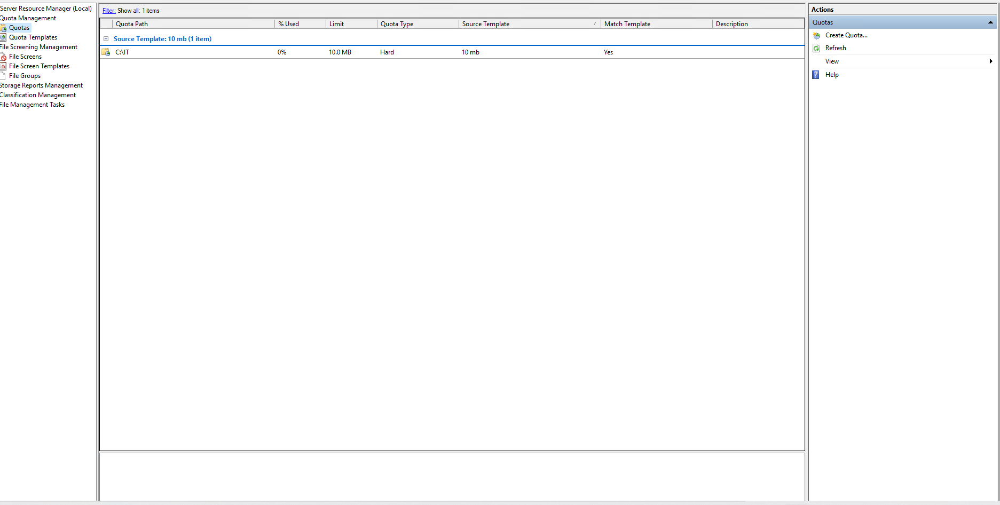 Server Resource Manager (Local)
Quota Management
Quotas
Quota Templates
File Screening Management
File Screens
File Screen Templates
File Groups
Storage Reports Management
Classification Management
File Management Tasks
Filter: Show all: 1 items
Quota Path % Used Limit Quota Type Source Template Match Template Description
Source Template: 10 mb (1 item)
C:\IT 0% 10.0 MB Hard 10 mb Yes
Actions
Quotas
Create Quota...
Refresh
View
Help